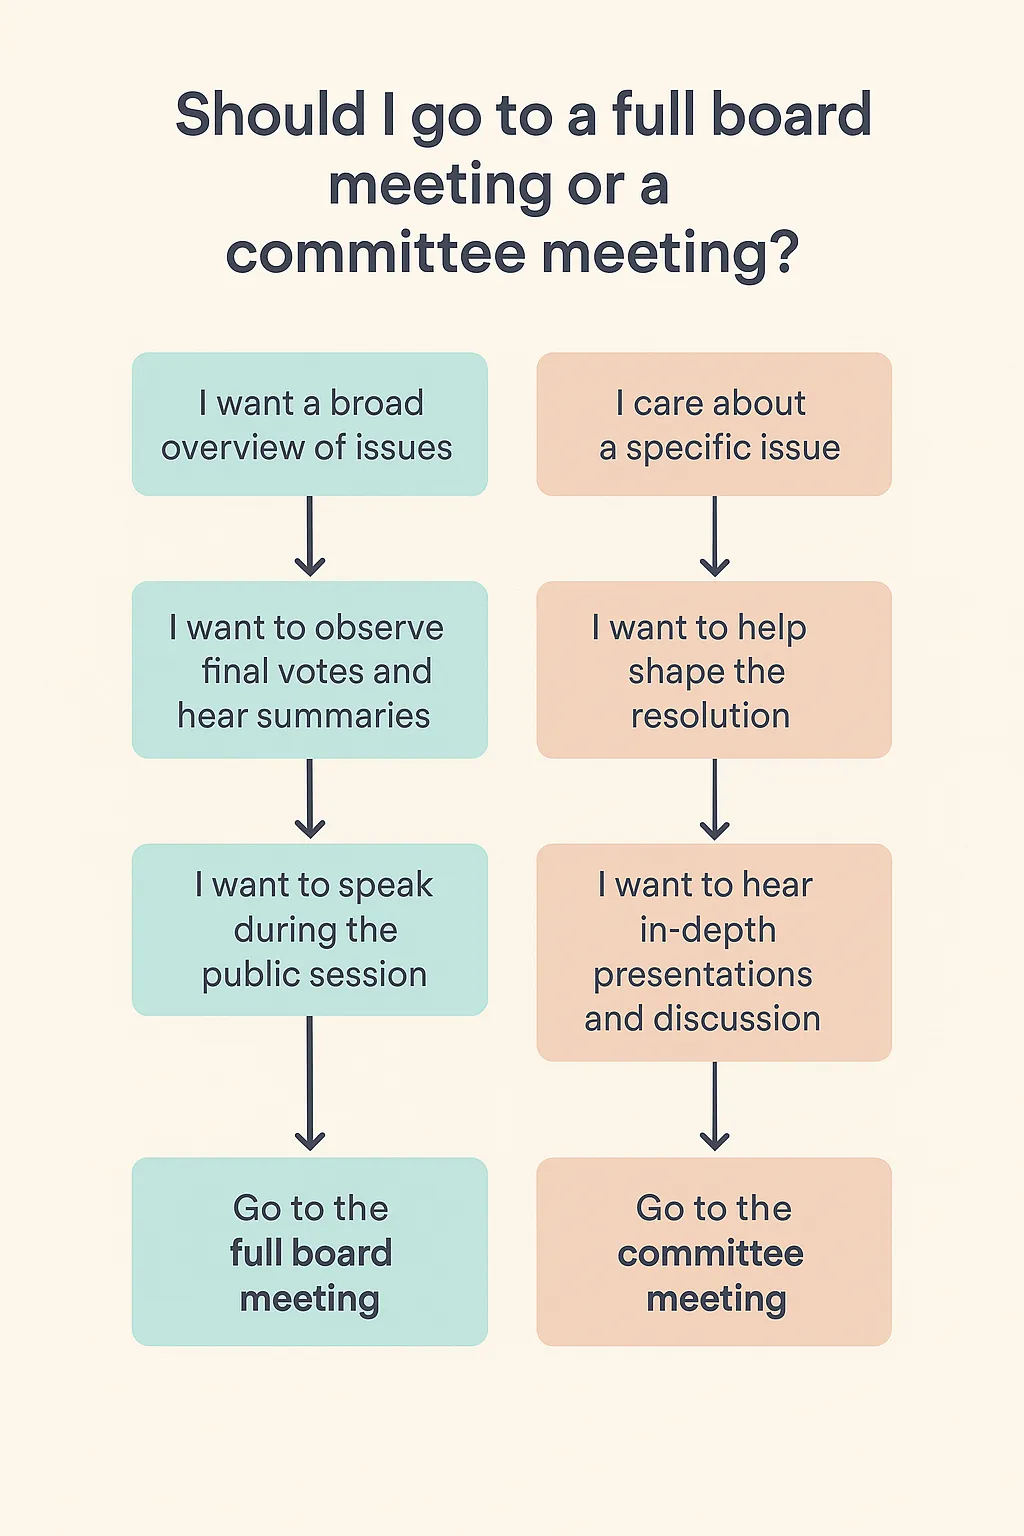 Should I go to a full board
meeting or a
committee meeting?
I want a broad
overview of issues
I want to observe
final votes and
hear summaries
I want to speak
during the
public session
Go to the
full board
meeting
I care about
a specific issue
I want to help
shape the
resolution
I want to hear
in-depth
presentations
and discussion
Go to the
committee
meeting